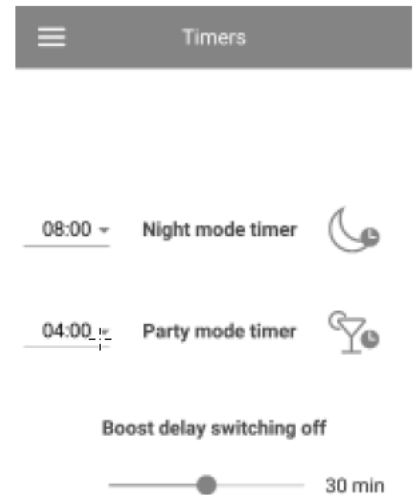 Timers
08:00 Night mode timer
04:00 Party mode timer
Boost delay switching off
30 min